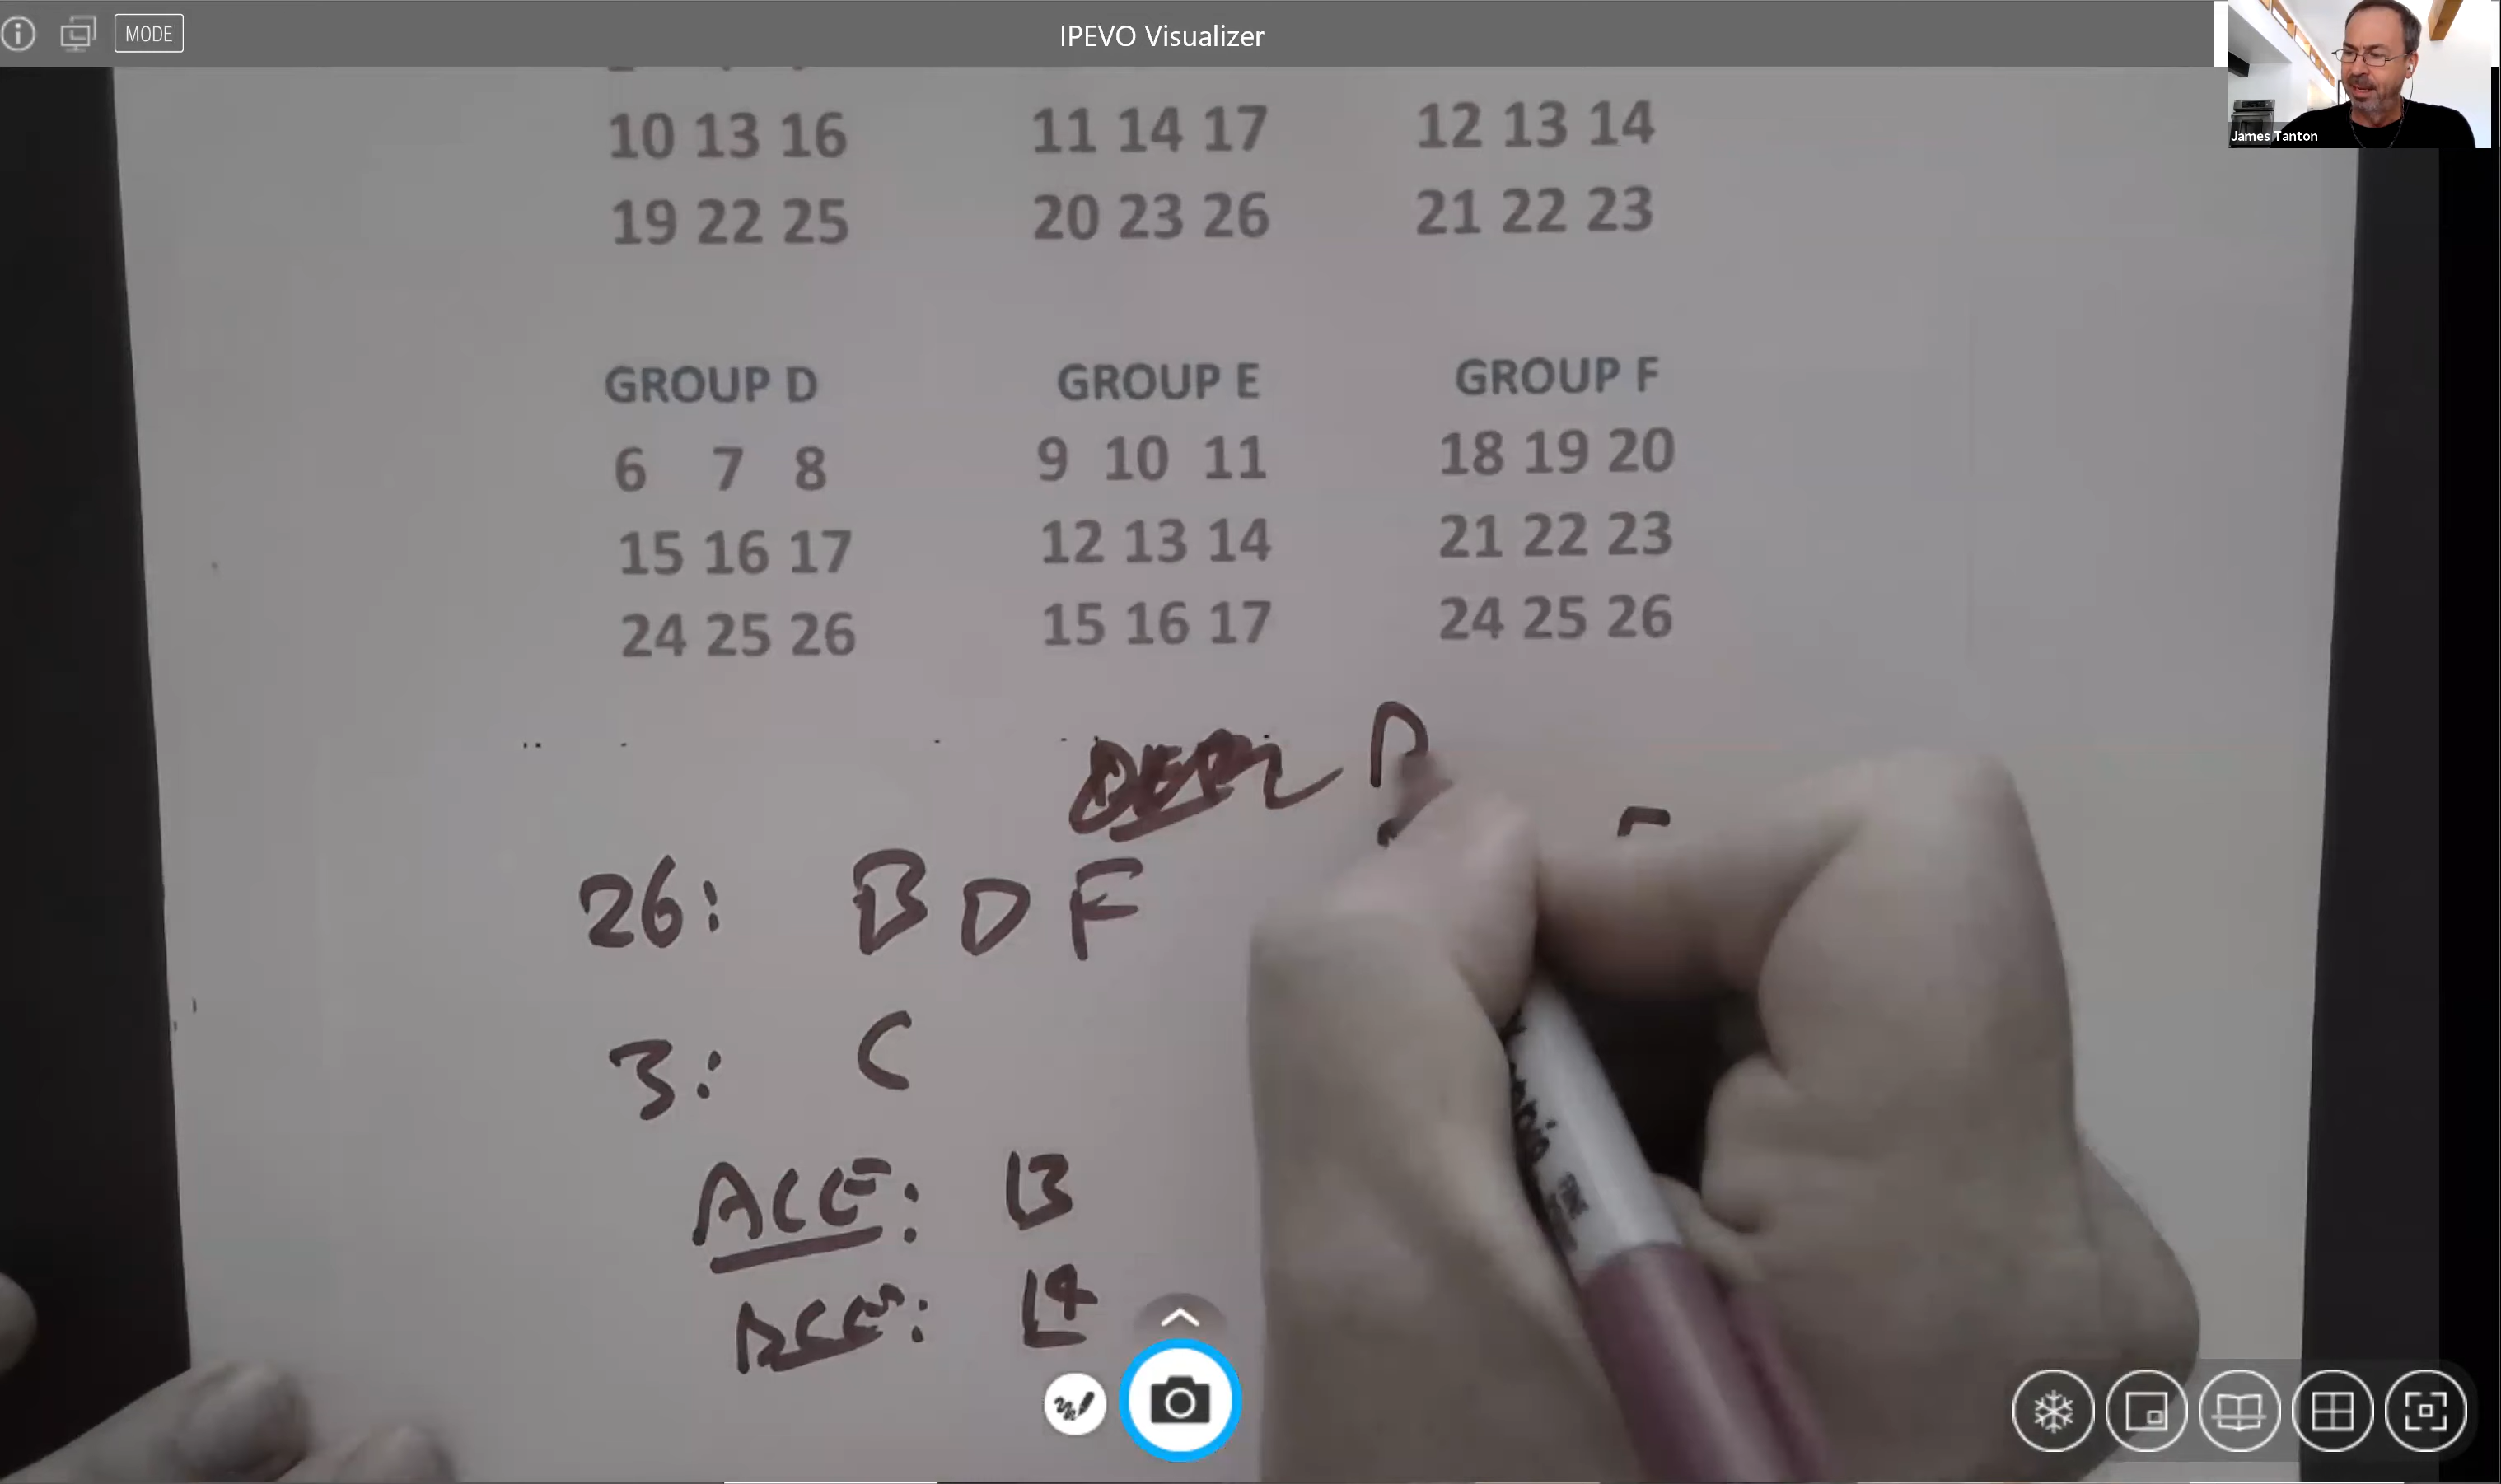 MODE
IPEVO Visualizer
James Tanton
10 13 16
19 22 25
11 14 17
20 23 26
12 13 14
21 22 23
GROUP D
6 7 8
15 16 17
24 25 26
GROUP E
9 10 11
12 13 14
15 16 17
GROUP F
18 19 20
21 22 23
24 25 26
26: B D F
3: C
ACE: 13
BCE: 14